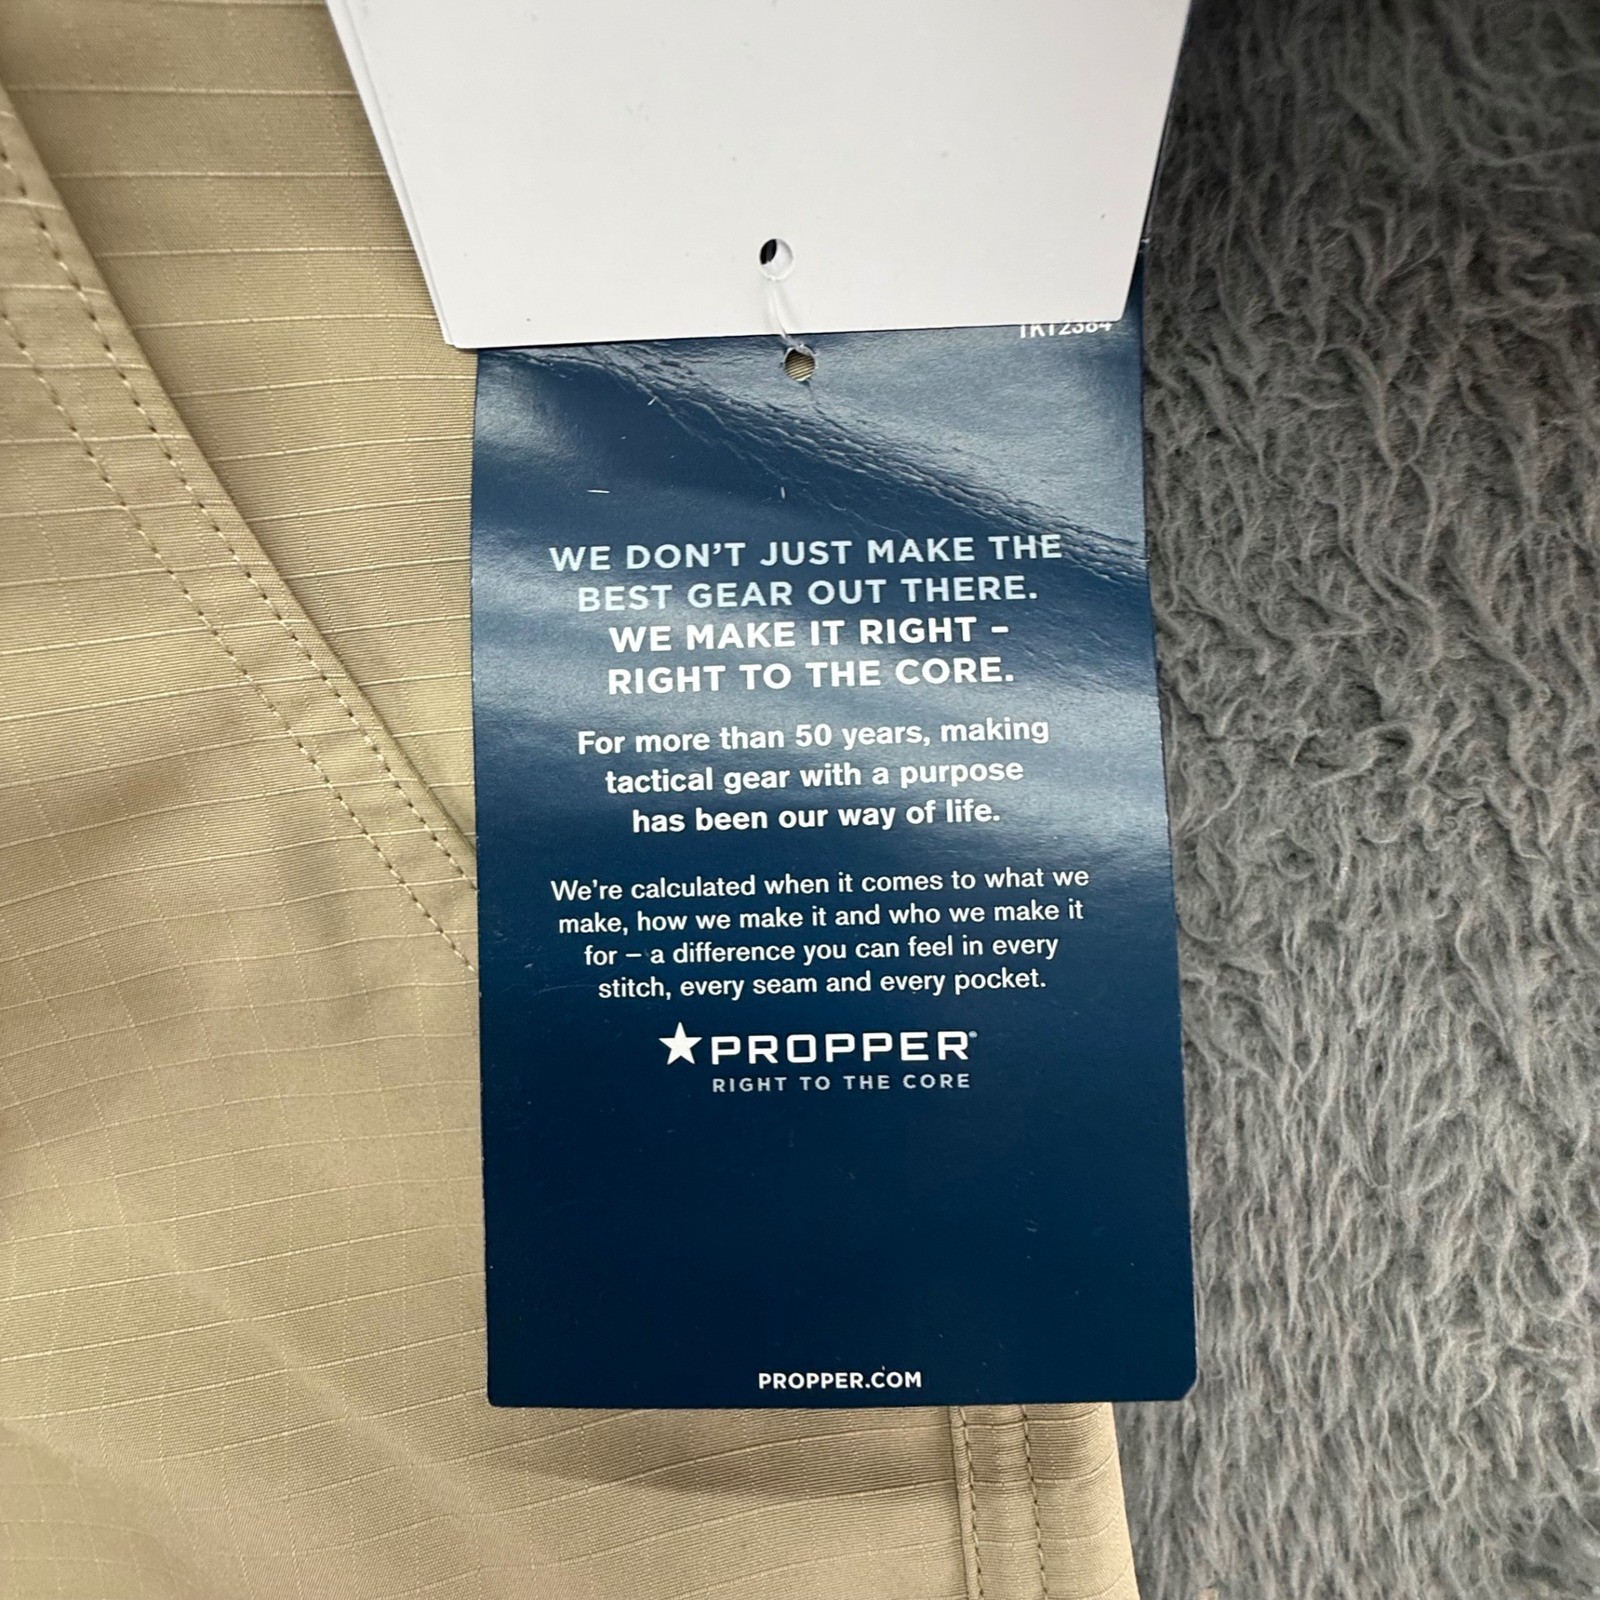 TKT2384
WE DON'T JUST MAKE THE
BEST GEAR OUT THERE.
WE MAKE IT RIGHT –
RIGHT TO THE CORE.
For more than 50 years, making
tactical gear with a purpose
has been our way of life.
We're calculated when it comes to what we
make, how we make it and who we make it
for – a difference you can feel in every
stitch, every seam and every pocket.
PROPPER®
RIGHT TO THE CORE
PROPPER.COM